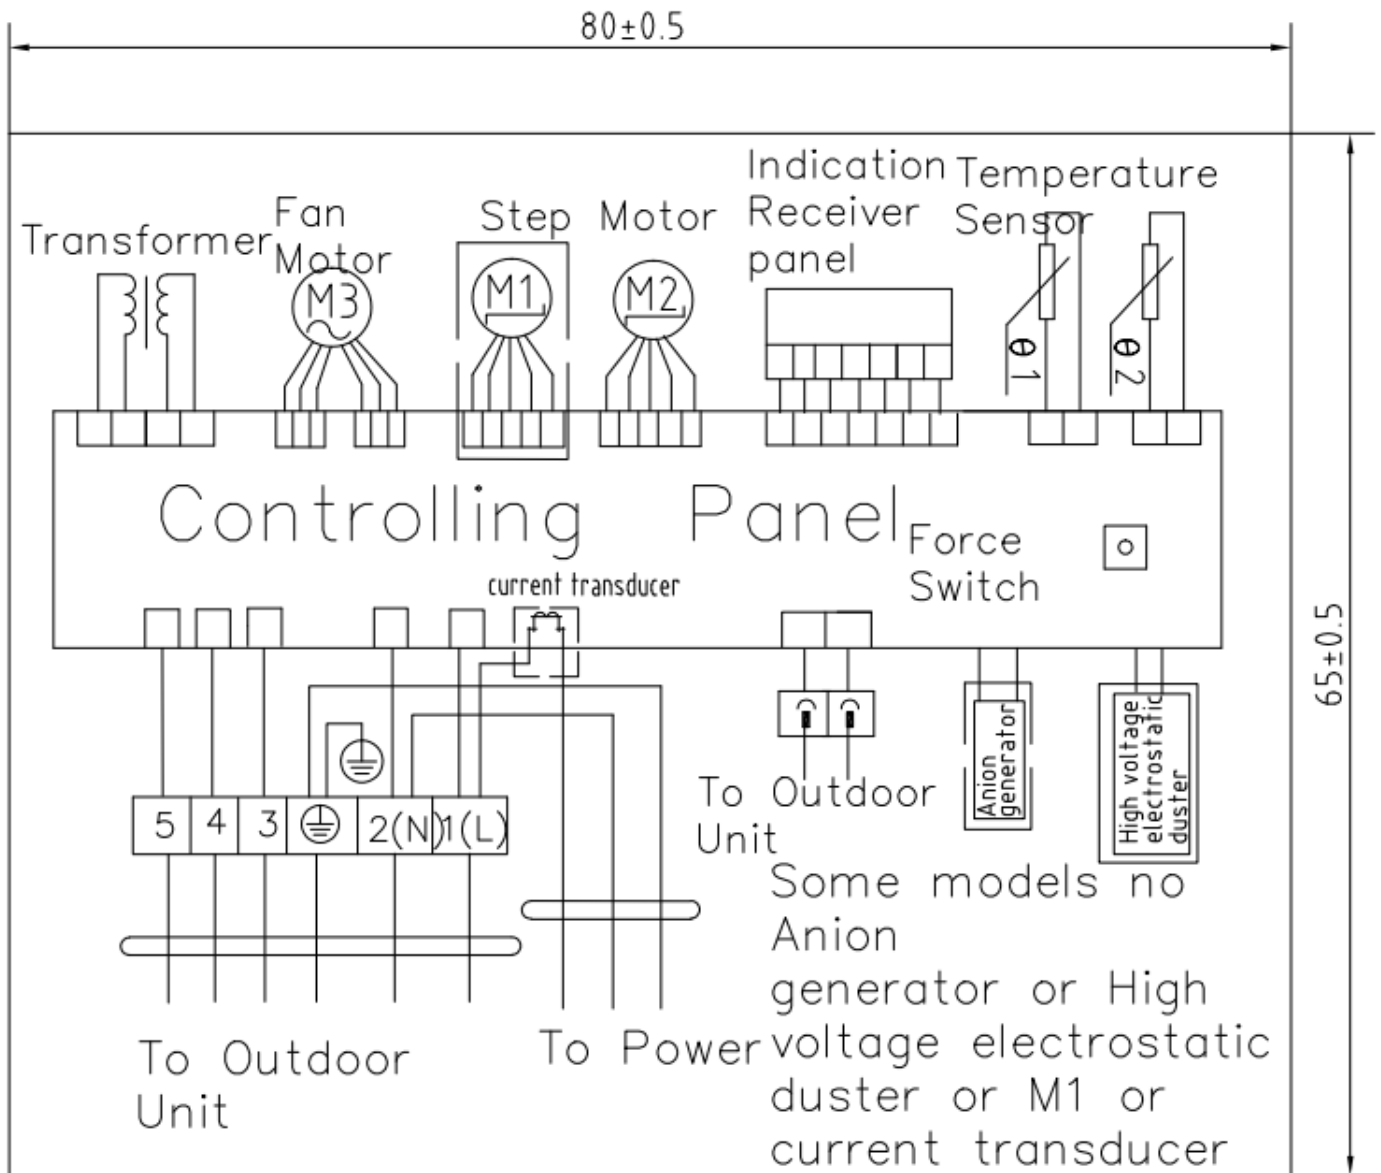 80±0.5
Indication
Receiver
panel
Temperature
Sensor
Fan
Motor
Step Motor
Transformer
M3
M1
M2
θ1
θ2
Controlling Panel
Force
Switch
current transducer
65±0.5
Anion
generator
High voltage
electrostatic
duster
5
4
3
2(N)
1(L)
To Outdoor
Unit
To Outdoor
Unit
To Power
Some models no
Anion
generator or High
voltage electrostatic
duster or M1 or
current transducer